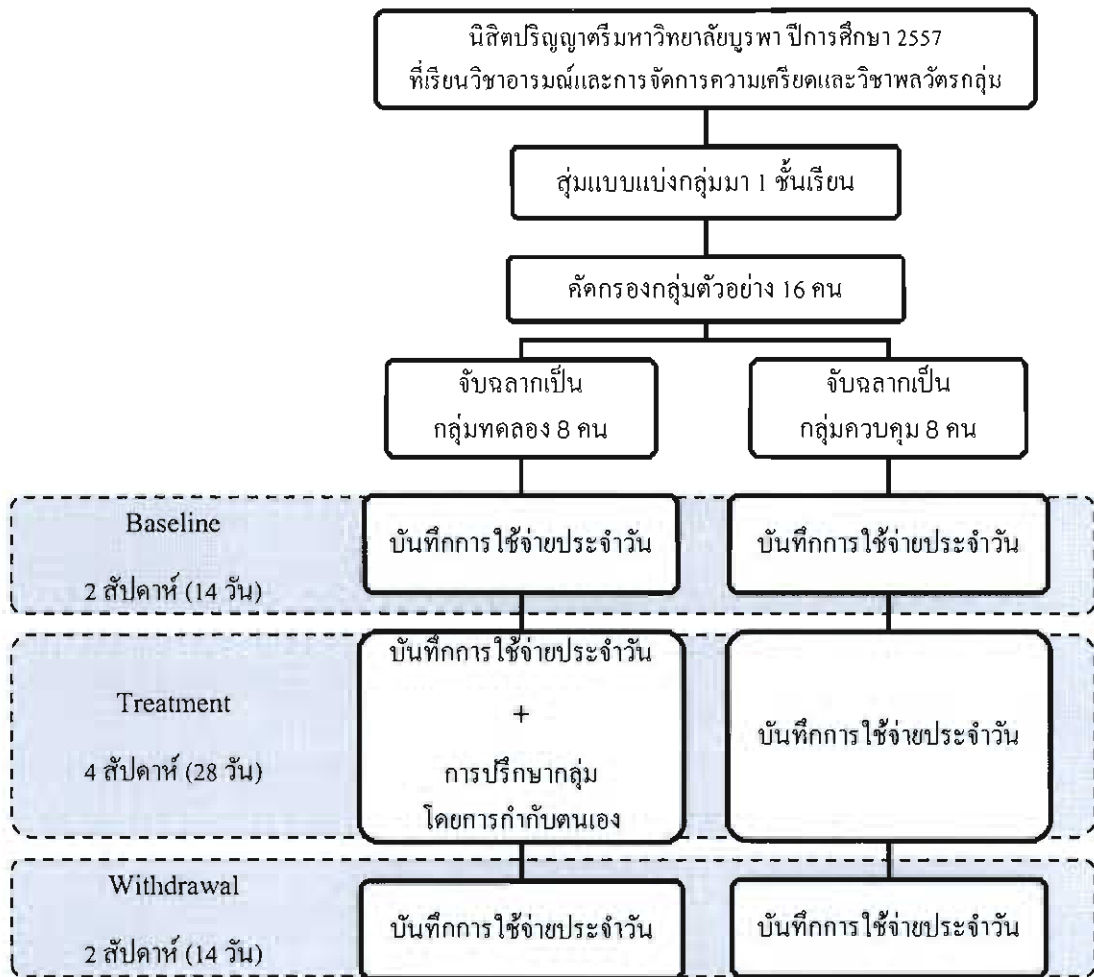 นิสิตปริญญาตรีมหาวิทยาลัยบูรพา ปีการศึกษา 2557
ที่เรียนวิชาอารมณ์และการจัดการความเครียดและวิชาพลวัตรกลุ่ม
สุ่มแบบแบ่งกลุ่มมา 1 ชั้นเรียน
คัดกรองกลุ่มตัวอย่าง 16 คน
จับฉลากเป็น
กลุ่มทดลอง 8 คน
จับฉลากเป็น
กลุ่มควบคุม 8 คน
Baseline
2 สัปดาห์ (14 วัน)
บันทึกการใช้จ่ายประจำวัน
บันทึกการใช้จ่ายประจำวัน
Treatment
4 สัปดาห์ (28 วัน)
บันทึกการใช้จ่ายประจำวัน
+
การปรึกษากลุ่ม
โดยการกำกับตนเอง
บันทึกการใช้จ่ายประจำวัน
Withdrawal
2 สัปดาห์ (14 วัน)
บันทึกการใช้จ่ายประจำวัน
บันทึกการใช้จ่ายประจำวัน